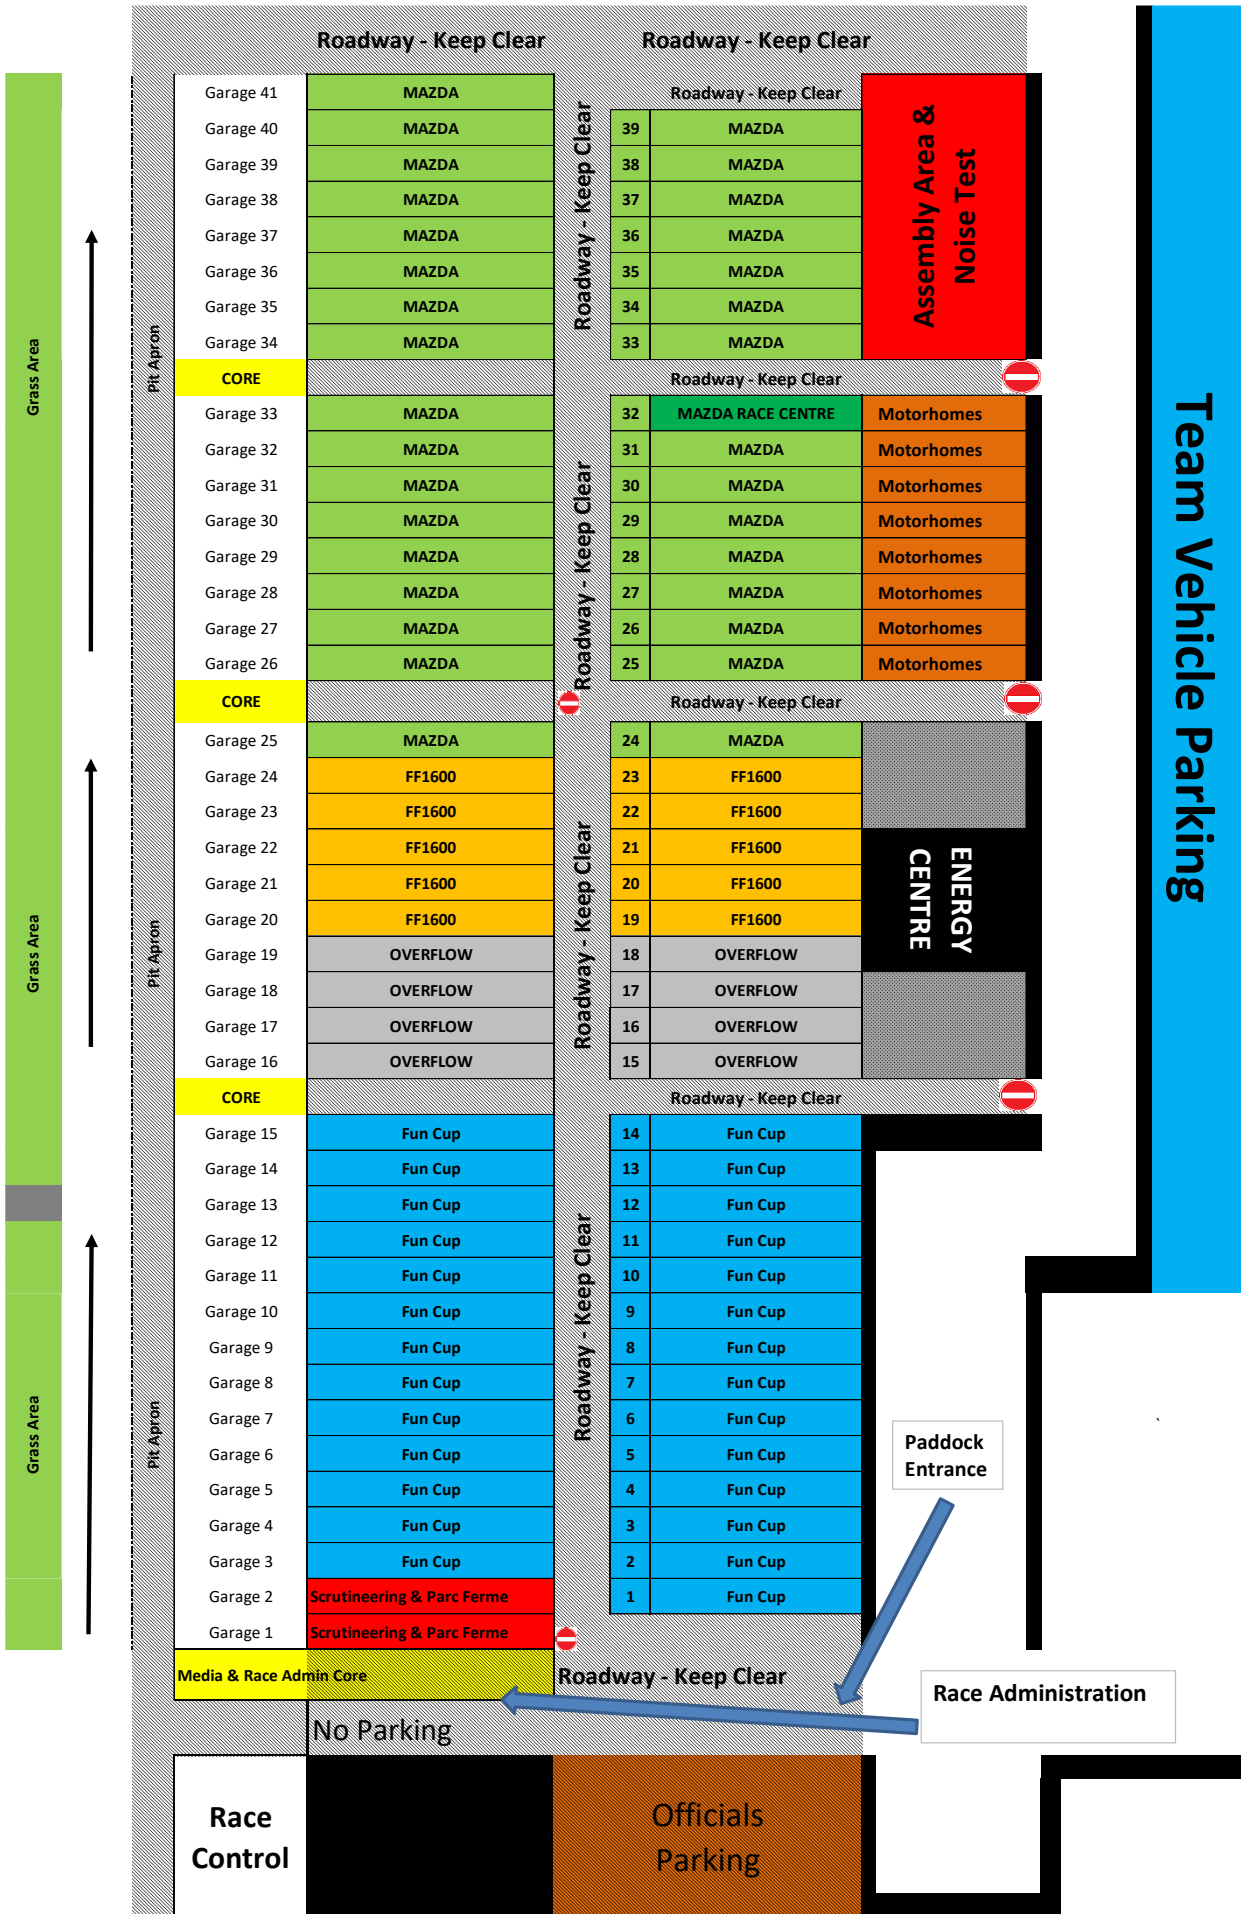 Roadway - Keep Clear
Roadway - Keep Clear
Garage 41 MAZDA Roadway - Keep Clear
Garage 40 MAZDA 39 MAZDA
Garage 39 MAZDA 38 MAZDA
Garage 38 MAZDA 37 MAZDA
Garage 37 MAZDA 36 MAZDA
Garage 36 MAZDA 35 MAZDA
Garage 35 MAZDA 34 MAZDA
Garage 34 MAZDA 33 MAZDA
Roadway - Keep Clear
Assembly Area &
Noise Test
Grass Area
Pit Apron
CORE Roadway - Keep Clear
Garage 33 MAZDA 32 MAZDA RACE CENTRE Motorhomes
Garage 32 MAZDA 31 MAZDA Motorhomes
Garage 31 MAZDA 30 MAZDA Motorhomes
Garage 30 MAZDA 29 MAZDA Motorhomes
Garage 29 MAZDA 28 MAZDA Motorhomes
Garage 28 MAZDA 27 MAZDA Motorhomes
Garage 27 MAZDA 26 MAZDA Motorhomes
Garage 26 MAZDA 25 MAZDA Motorhomes
Roadway - Keep Clear
Team Vehicle Parking
CORE Roadway - Keep Clear
Garage 25 MAZDA 24 MAZDA
Garage 24 FF1600 23 FF1600
Garage 23 FF1600 22 FF1600
Garage 22 FF1600 21 FF1600
Garage 21 FF1600 20 FF1600
Garage 20 FF1600 19 FF1600
Garage 19 OVERFLOW 18 OVERFLOW
Garage 18 OVERFLOW 17 OVERFLOW
Garage 17 OVERFLOW 16 OVERFLOW
Garage 16 OVERFLOW 15 OVERFLOW
Roadway - Keep Clear
ENERGY
CENTRE
Grass Area
Pit Apron
CORE Roadway - Keep Clear
Garage 15 Fun Cup 14 Fun Cup
Garage 14 Fun Cup 13 Fun Cup
Garage 13 Fun Cup 12 Fun Cup
Garage 12 Fun Cup 11 Fun Cup
Garage 11 Fun Cup 10 Fun Cup
Garage 10 Fun Cup 9 Fun Cup
Garage 9 Fun Cup 8 Fun Cup
Garage 8 Fun Cup 7 Fun Cup
Garage 7 Fun Cup 6 Fun Cup
Garage 6 Fun Cup 5 Fun Cup
Garage 5 Fun Cup 4 Fun Cup
Garage 4 Fun Cup 3 Fun Cup
Garage 3 Fun Cup 2 Fun Cup
Garage 2 Scrutineering & Parc Ferme 1 Fun Cup
Garage 1 Scrutineering & Parc Ferme
Roadway - Keep Clear
Grass Area
Pit Apron
`
Paddock
Entrance
Media & Race Admin Core
Roadway - Keep Clear
Race Administration
No Parking
Race
Control
Officials
Parking